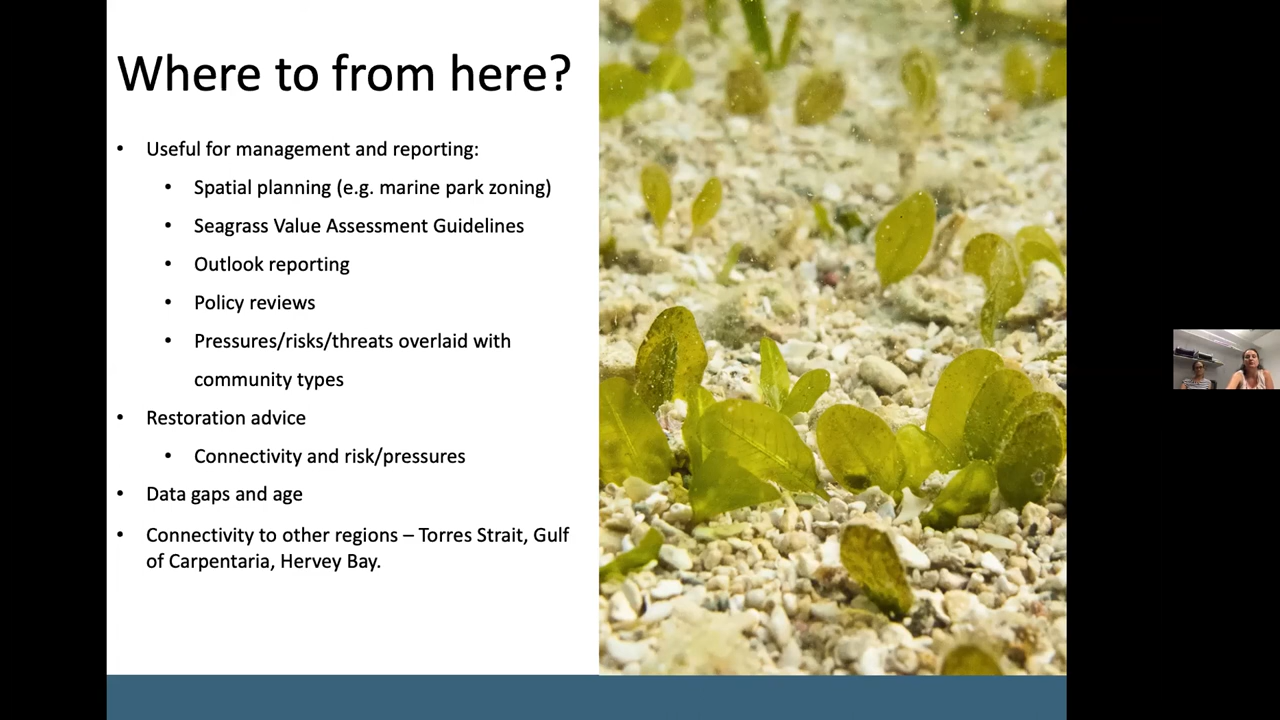 Where to from here?
• Useful for management and reporting:
• Spatial planning (e.g. marine park zoning)
• Seagrass Value Assessment Guidelines
• Outlook reporting
• Policy reviews
• Pressures/risks/threats overlaid with
community types
• Restoration advice
• Connectivity and risk/pressures
• Data gaps and age
• Connectivity to other regions – Torres Strait, Gulf
of Carpentaria, Hervey Bay.